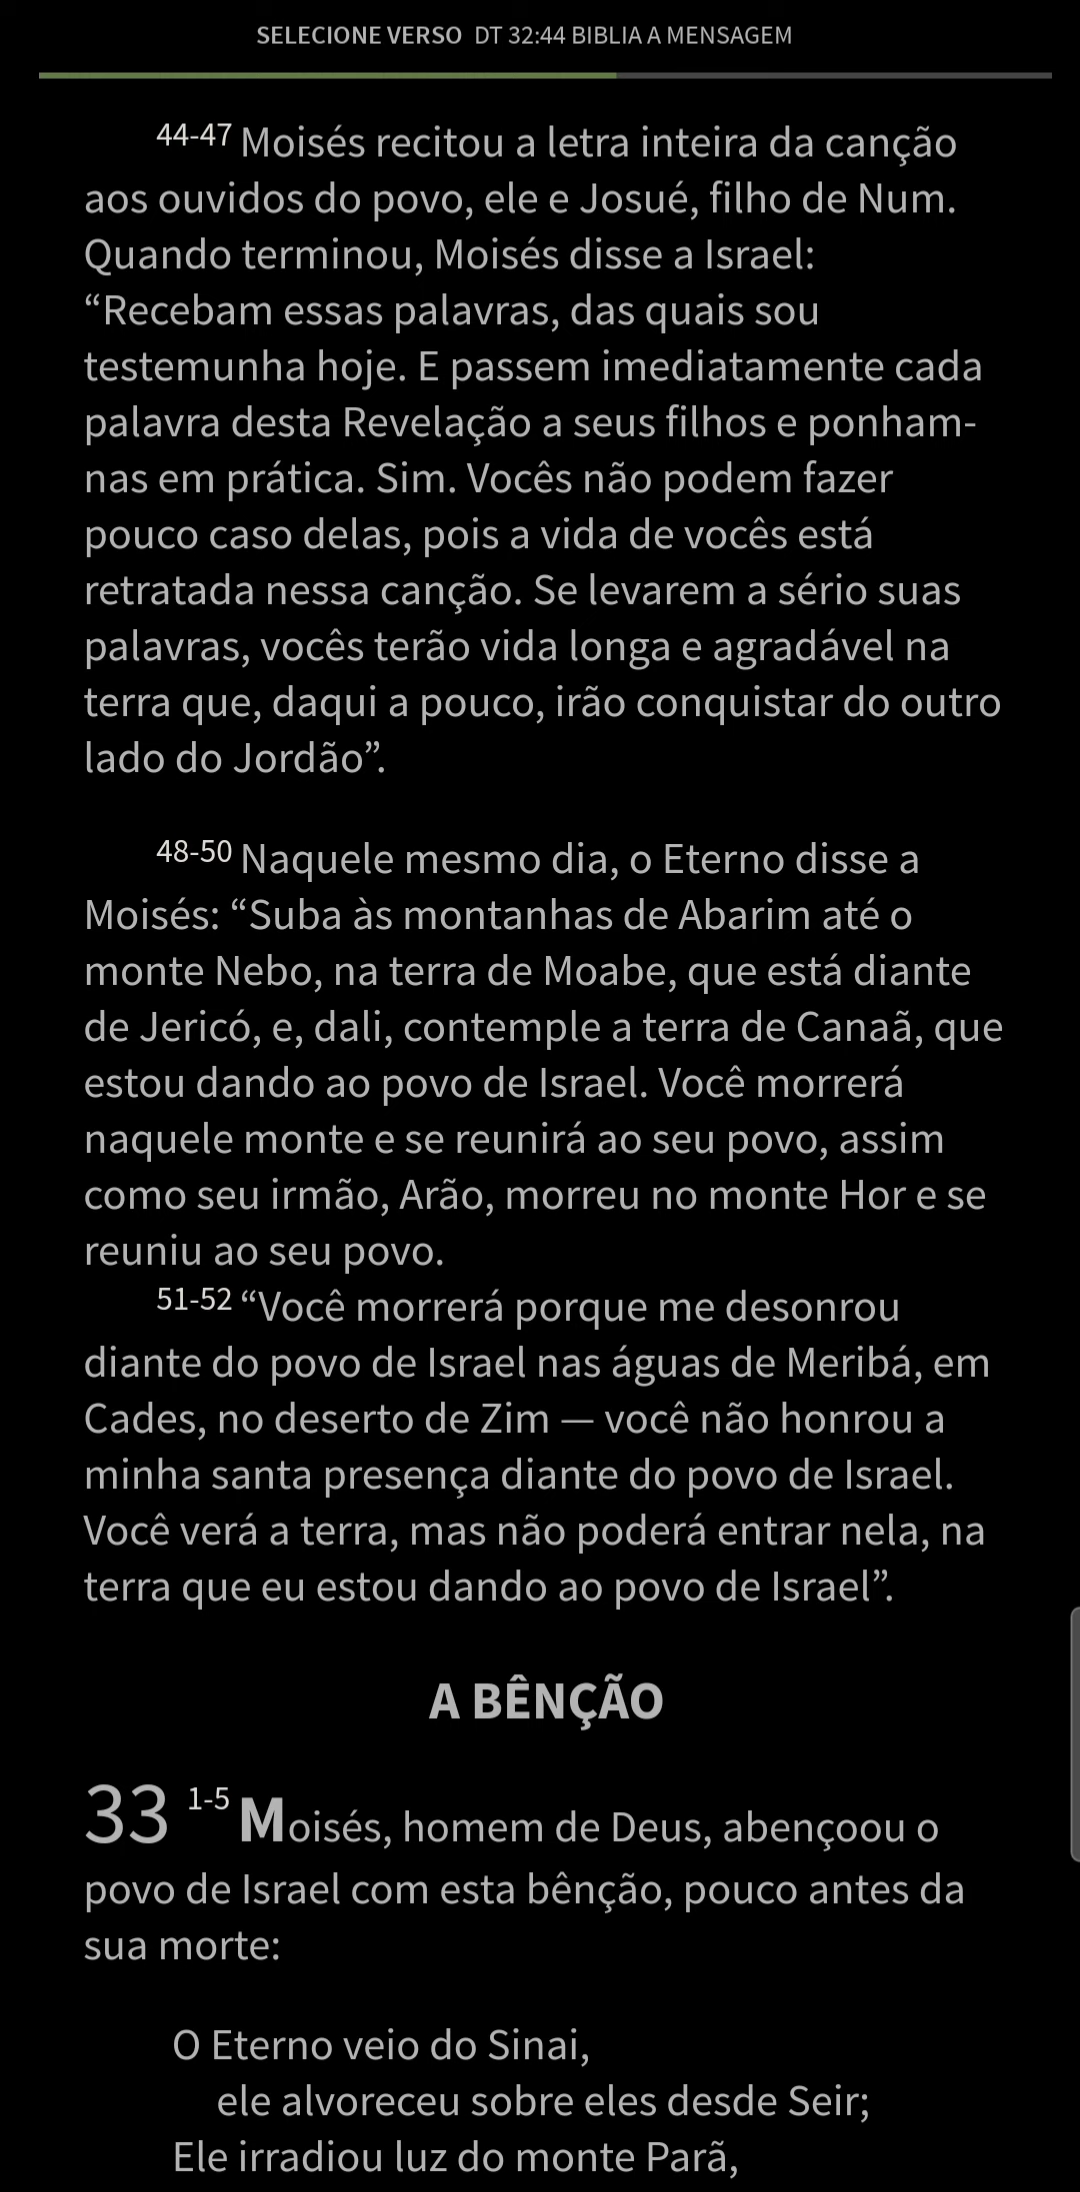 SELECIONE VERSO DT 32:44 BIBLIA A MENSAGEM
44-47 Moisés recitou a letra inteira da canção
aos ouvidos do povo, ele e Josué, filho de Num.
Quando terminou, Moisés disse a Israel:
“Recebam essas palavras, das quais sou
testemunha hoje. E passem imediatamente cada
palavra desta Revelação a seus filhos e ponham-
nas em prática. Sim. Vocês não podem fazer
pouco caso delas, pois a vida de vocês está
retratada nessa canção. Se levarem a sério suas
palavras, vocês terão vida longa e agradável na
terra que, daqui a pouco, irão conquistar do outro
lado do Jordão”.
48-50 Naquele mesmo dia, o Eterno disse a
Moisés: “Suba às montanhas de Abarim até o
monte Nebo, na terra de Moabe, que está diante
de Jericó, e, dali, contemple a terra de Canaã, que
estou dando ao povo de Israel. Você morrerá
naquele monte e se reunirá ao seu povo, assim
como seu irmão, Arão, morreu no monte Hor e se
reuniu ao seu povo.
51-52 “Você morrerá porque me desonrou
diante do povo de Israel nas águas de Meribá, em
Cades, no deserto de Zim — você não honrou a
minha santa presença diante do povo de Israel.
Você verá a terra, mas não poderá entrar nela, na
terra que eu estou dando ao povo de Israel”.
A BÊNÇÃO
33 1-5 Moisés, homem de Deus, abençoou o
povo de Israel com esta bênção, pouco antes da
sua morte:
O Eterno veio do Sinai,
ele alvoreceu sobre eles desde Seir;
Ele irradiou luz do monte Parã,